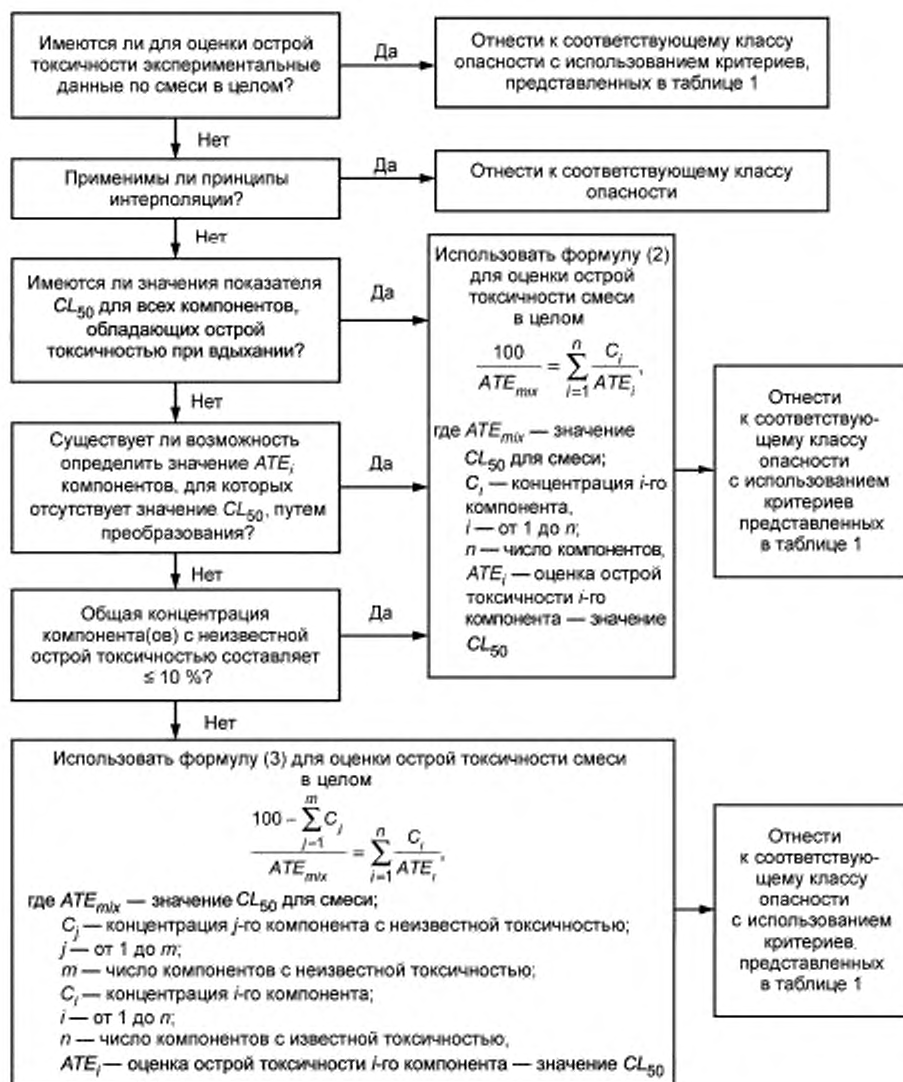 Имеются ли для оценки острой
токсичности экспериментальные
данные по смеси в целом?
Да
Отнести к соответствующему классу
опасности с использованием критериев,
представленных в таблице 1
Нет
Применимы ли принципы
интерполяции?
Да
Отнести к соответствующему классу
опасности
Нет
Имеются ли значения показателя
CL50 для всех компонентов,
обладающих острой
токсичностью при вдыхании?
Да
Нет
Существует ли возможность
определить значение ATEi
компонентов, для которых
отсутствует значение CL50, путем
преобразования?
Да
Нет
Общая концентрация
компонента(ов) с неизвестной
острой токсичностью составляет
≤ 10 %?
Да
Использовать формулу (2)
для оценки острой
токсичности смеси
в целом
100/ATEmix = ∑(i=1..n) Ci/ATEi,
где ATEmix — значение
CL50 для смеси;
Ci — концентрация i-го
компонента,
i — от 1 до n;
n — число компонентов,
ATEi — оценка острой
токсичности i-го
компонента — значение
CL50
Отнести
к соответствую-
щему классу
опасности
с использованием
критериев
представленных
в таблице 1
Нет
Использовать формулу (3) для оценки острой токсичности смеси
в целом
(100 – ∑(j=1..m) Cj)/ATEmix = ∑(i=1..n) Ci/ATEi,
где ATEmix — значение CL50 для смеси;
Cj — концентрация j-го компонента с неизвестной токсичностью;
j — от 1 до m;
m — число компонентов с неизвестной токсичностью;
Ci — концентрация i-го компонента;
i — от 1 до n;
n — число компонентов с известной токсичностью,
ATEi — оценка острой токсичности i-го компонента — значение CL50
Отнести
к соответствую-
щему классу
опасности
с использованием
критериев,
представленных
в таблице 1